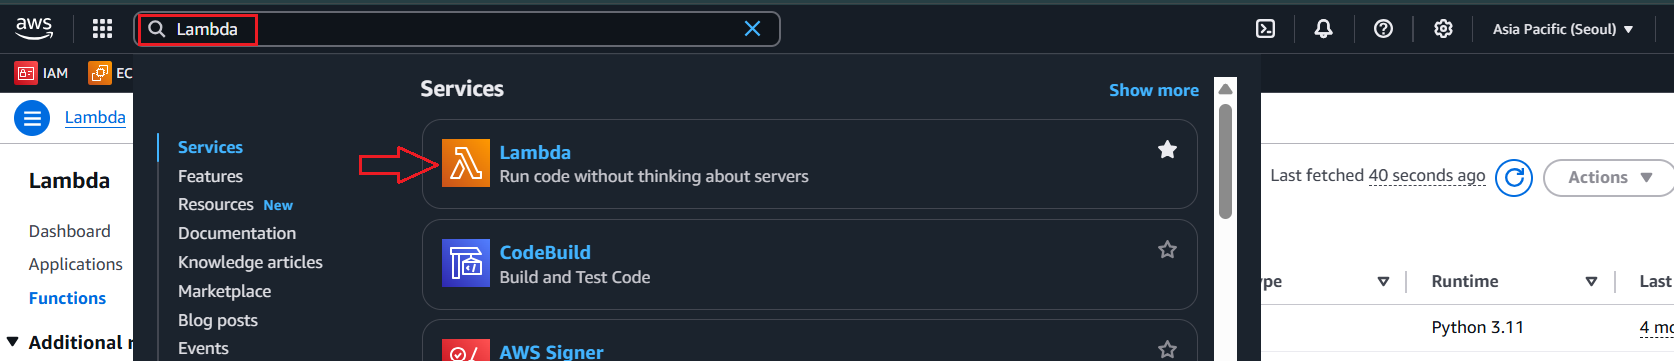 aws
Lambda
Asia Pacific (Seoul)
IAM
EC
Lambda
Services
Show more
Services
Features
Resources New
Documentation
Knowledge articles
Marketplace
Blog posts
Events
Lambda
Run code without thinking about servers
CodeBuild
Build and Test Code
AWS Signer
Lambda
Dashboard
Applications
Functions
Additional r
Last fetched 40 seconds ago
Actions
pe
Runtime
Last
Python 3.11
4 mo